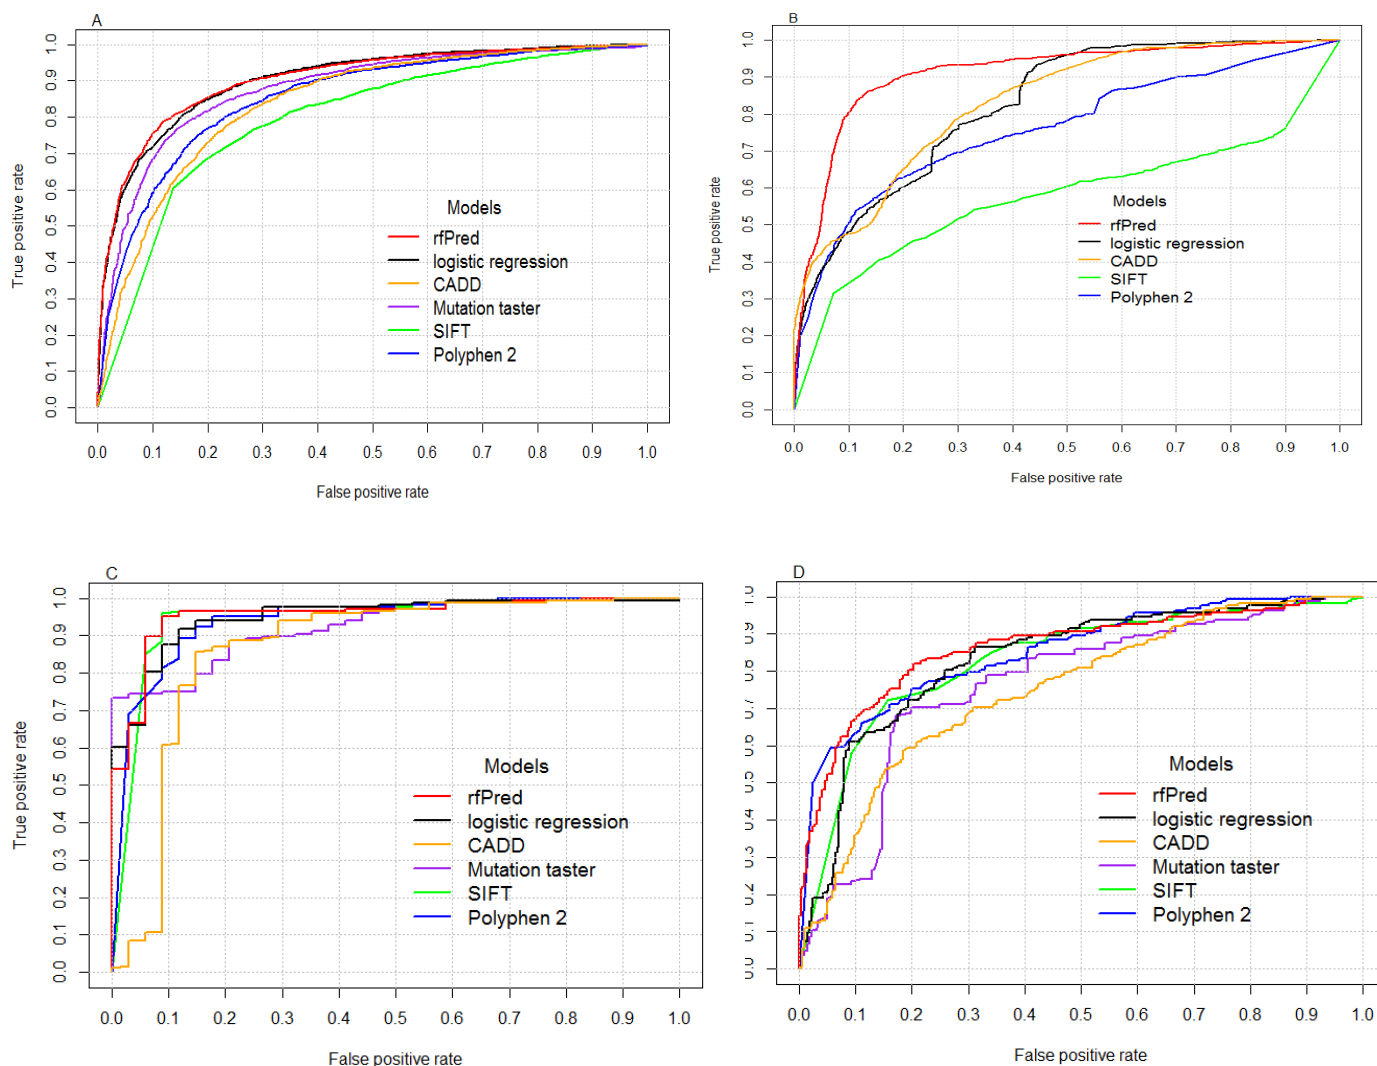 A
1.0
0.9
0.8
0.7
0.6
0.5
0.4
0.3
0.2
0.1
0.0
True positive rate
Models
rfPred
logistic regression
CADD
Mutation taster
SIFT
Polyphen 2
0.0 0.1 0.2 0.3 0.4 0.5 0.6 0.7 0.8 0.9 1.0
False positive rate
B
1.0
0.9
0.8
0.7
0.6
0.5
0.4
0.3
0.2
0.1
0.0
True positive rate
Models
rfPred
logistic regression
CADD
SIFT
Polyphen 2
0.0 0.1 0.2 0.3 0.4 0.5 0.6 0.7 0.8 0.9 1.0
False positive rate
C
1.0
0.9
0.8
0.7
0.6
0.5
0.4
0.3
0.2
0.1
0.0
True positive rate
Models
rfPred
logistic regression
CADD
Mutation taster
SIFT
Polyphen 2
0.0 0.1 0.2 0.3 0.4 0.5 0.6 0.7 0.8 0.9 1.0
False positive rate
D
Models
rfPred
logistic regression
CADD
Mutation taster
SIFT
Polyphen 2
0.0 0.1 0.2 0.3 0.4 0.5 0.6 0.7 0.8 0.9 1.0
False positive rate